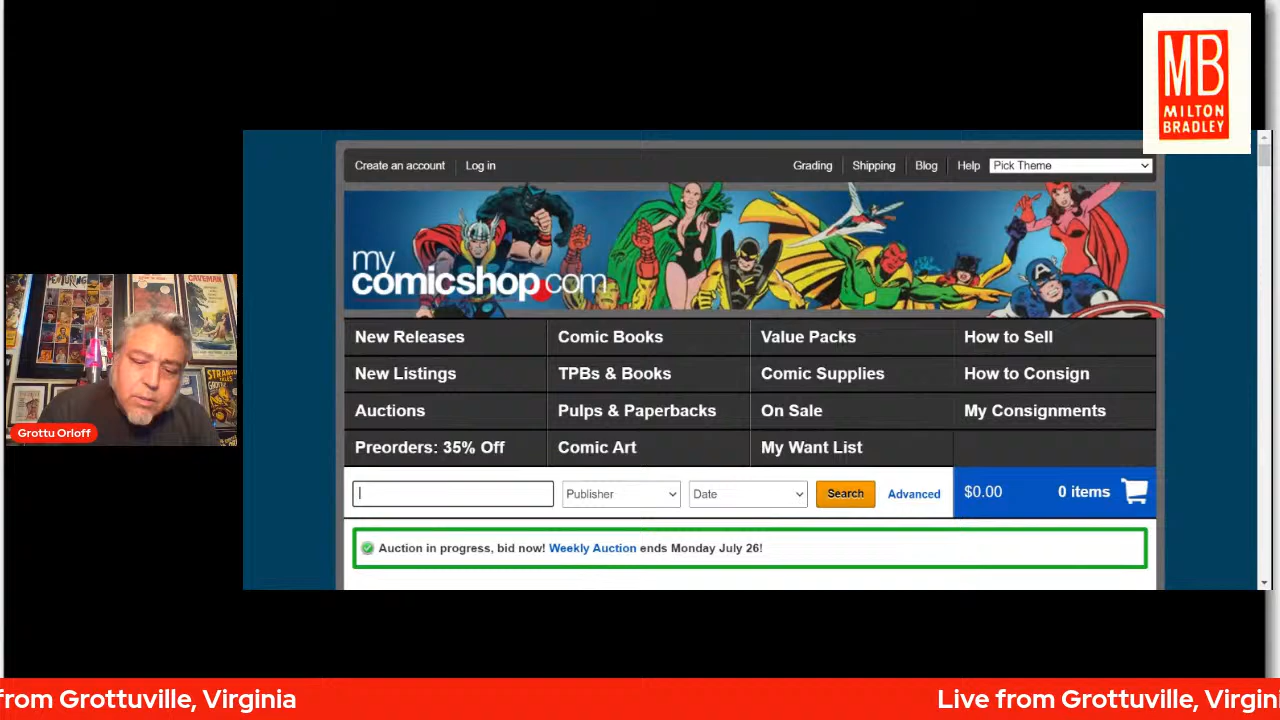 MB
MILTON
BRADLEY
Create an account
Log in
Grading
Shipping
Blog
Help
Pick Theme
my
comicshop.com
New Releases
Comic Books
Value Packs
How to Sell
New Listings
TPBs & Books
Comic Supplies
How to Consign
Auctions
Pulps & Paperbacks
On Sale
My Consignments
Preorders: 35% Off
Comic Art
My Want List
Publisher
Date
Search
Advanced
$0.00
0 items
Auction in progress, bid now! Weekly Auction ends Monday July 26!
CAVEMAN
STRANGE
TALES
Grottu Orloff
from Grottuville, Virginia
Live from Grottuville, Virgini